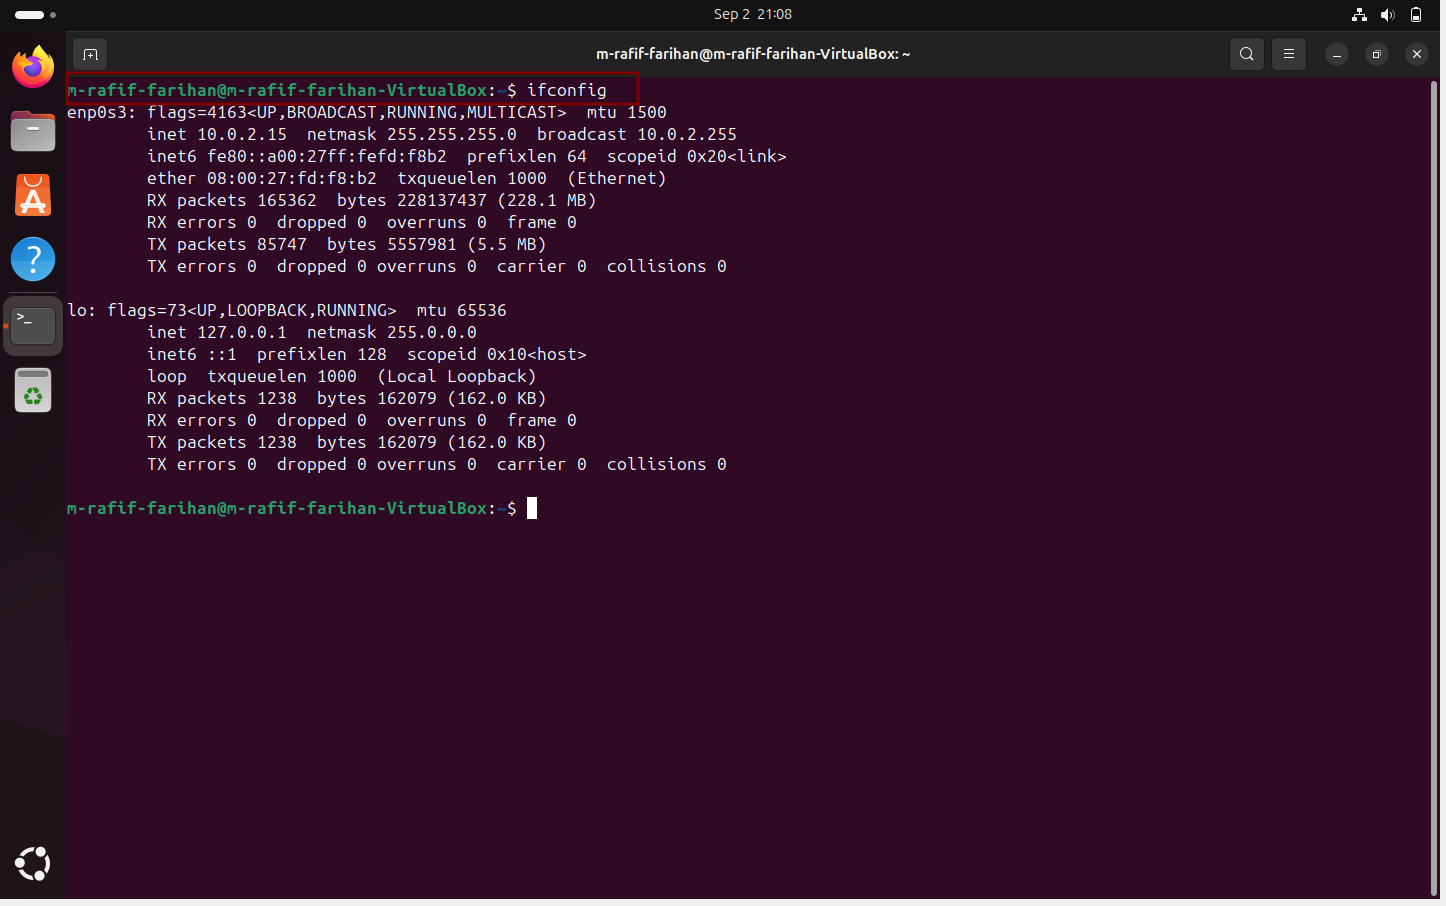 Sep 2 21:08
m-rafif-farihan@m-rafif-farihan-VirtualBox: ~
m-rafif-farihan@m-rafif-farihan-VirtualBox:~$ ifconfig
enp0s3: flags=4163<UP,BROADCAST,RUNNING,MULTICAST>  mtu 1500
        inet 10.0.2.15  netmask 255.255.255.0  broadcast 10.0.2.255
        inet6 fe80::a00:27ff:fefd:f8b2  prefixlen 64  scopeid 0x20<link>
        ether 08:00:27:fd:f8:b2  txqueuelen 1000  (Ethernet)
        RX packets 165362  bytes 228137437 (228.1 MB)
        RX errors 0  dropped 0  overruns 0  frame 0
        TX packets 85747  bytes 5557981 (5.5 MB)
        TX errors 0  dropped 0 overruns 0  carrier 0  collisions 0

lo: flags=73<UP,LOOPBACK,RUNNING>  mtu 65536
        inet 127.0.0.1  netmask 255.0.0.0
        inet6 ::1  prefixlen 128  scopeid 0x10<host>
        loop  txqueuelen 1000  (Local Loopback)
        RX packets 1238  bytes 162079 (162.0 KB)
        RX errors 0  dropped 0  overruns 0  frame 0
        TX packets 1238  bytes 162079 (162.0 KB)
        TX errors 0  dropped 0 overruns 0  carrier 0  collisions 0

m-rafif-farihan@m-rafif-farihan-VirtualBox:~$